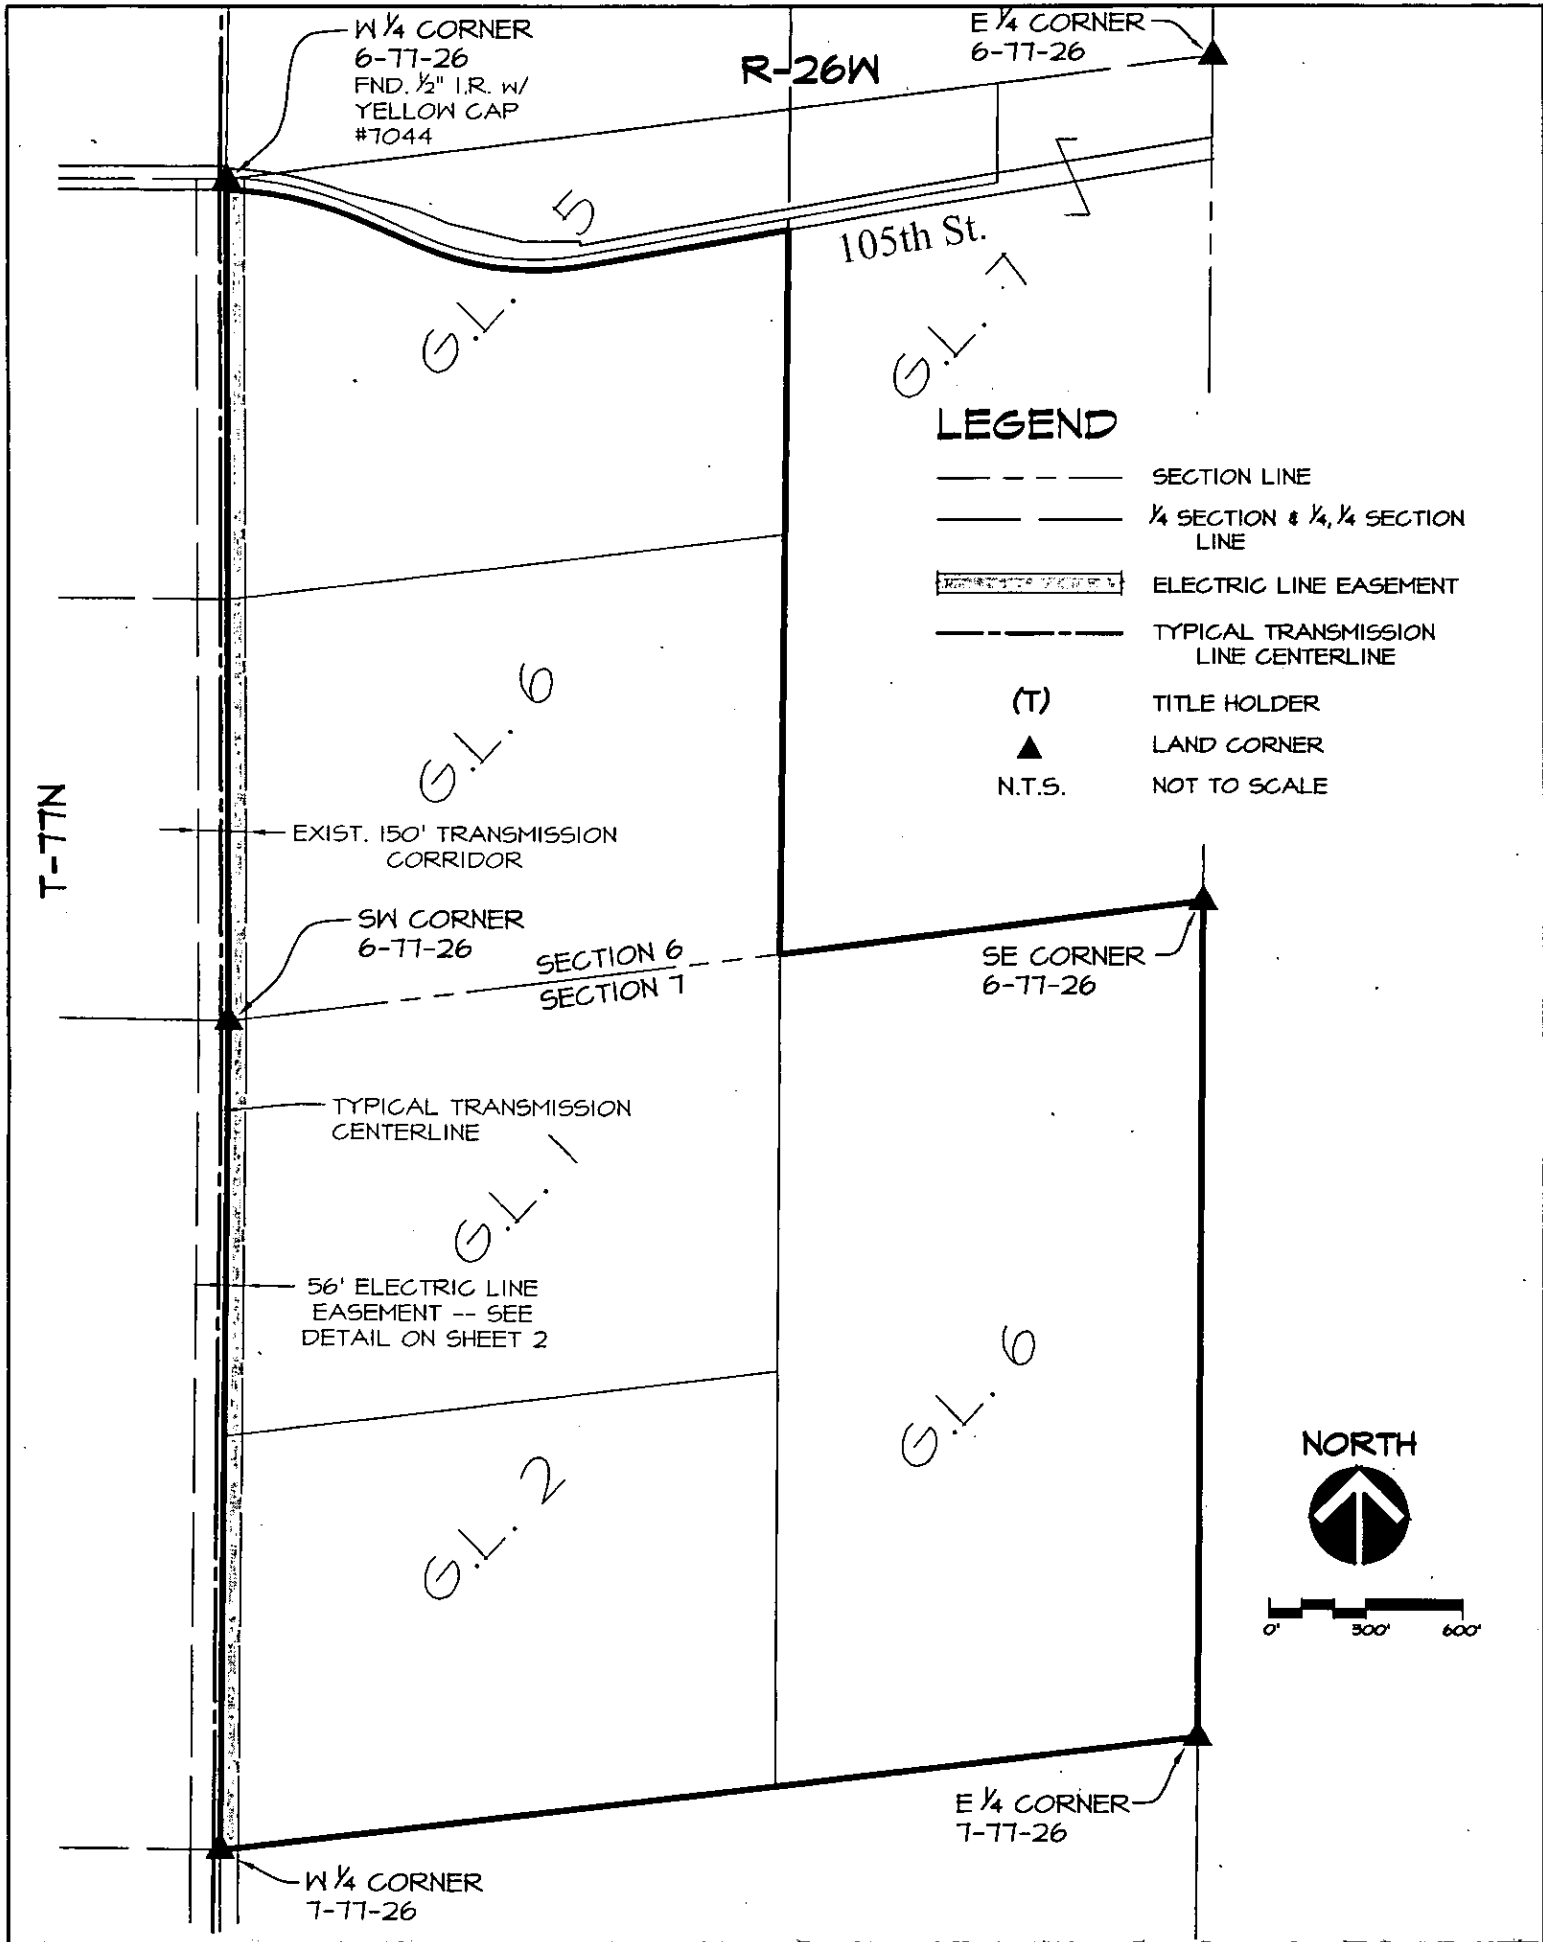 W ¼ CORNER
6-77-26
FND. ½" I.R. w/
YELLOW CAP
#7044
E ¼ CORNER
6-77-26
R-26W
105th St.
G.L. 5
G.L. 7
LEGEND
SECTION LINE
¼ SECTION & ¼, ¼ SECTION
LINE
ELECTRIC LINE EASEMENT
TYPICAL TRANSMISSION
LINE CENTERLINE
(T) TITLE HOLDER
LAND CORNER
N.T.S. NOT TO SCALE
G.L. 6
T-77N
EXIST. 150' TRANSMISSION
CORRIDOR
SW CORNER
6-77-26
SECTION 6
SECTION 7
SE CORNER
6-77-26
TYPICAL TRANSMISSION
CENTERLINE
G.L. 1
56' ELECTRIC LINE
EASEMENT -- SEE
DETAIL ON SHEET 2
G.L. 6
G.L. 2
NORTH
0' 300' 600'
E ¼ CORNER
7-77-26
W ¼ CORNER
7-77-26